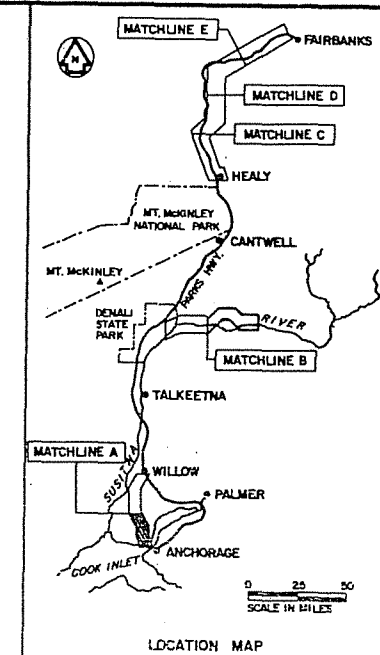 MATCHLINE E
FAIRBANKS
N
MATCHLINE D
MATCHLINE C
HEALY
MT. McKINLEY
NATIONAL PARK
CANTWELL
MT. McKINLEY
PARKS HWY.
DENALI
STATE
PARK
RIVER
MATCHLINE B
TALKEETNA
MATCHLINE A
SUSITNA
WILLOW
PALMER
ANCHORAGE
COOK INLET
0 25 50
SCALE IN MILES
LOCATION MAP